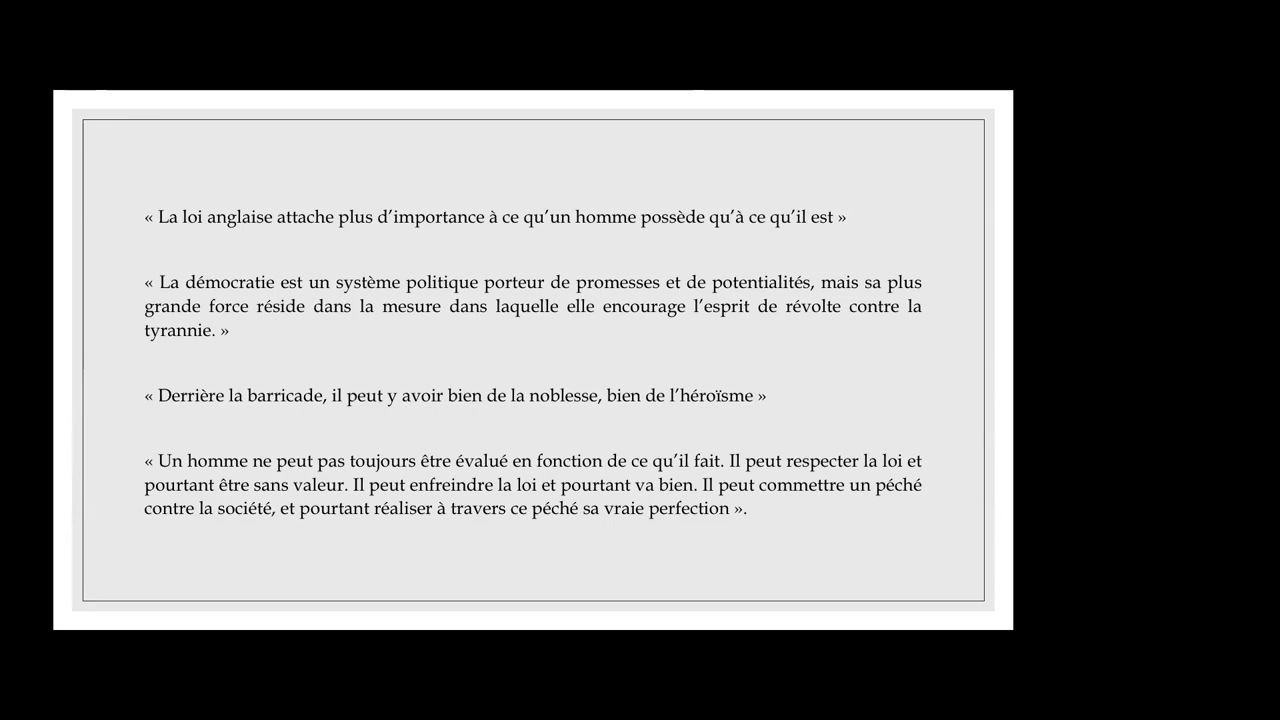 « La loi anglaise attache plus d’importance à ce qu’un homme possède qu’à ce qu’il est »
« La démocratie est un système politique porteur de promesses et de potentialités, mais sa plus
grande force réside dans la mesure dans laquelle elle encourage l’esprit de révolte contre la
tyrannie. »
« Derrière la barricade, il peut y avoir bien de la noblesse, bien de l’héroïsme »
« Un homme ne peut pas toujours être évalué en fonction de ce qu’il fait. Il peut respecter la loi et
pourtant être sans valeur. Il peut enfreindre la loi et pourtant va bien. Il peut commettre un péché
contre la société, et pourtant réaliser à travers ce péché sa vraie perfection ».